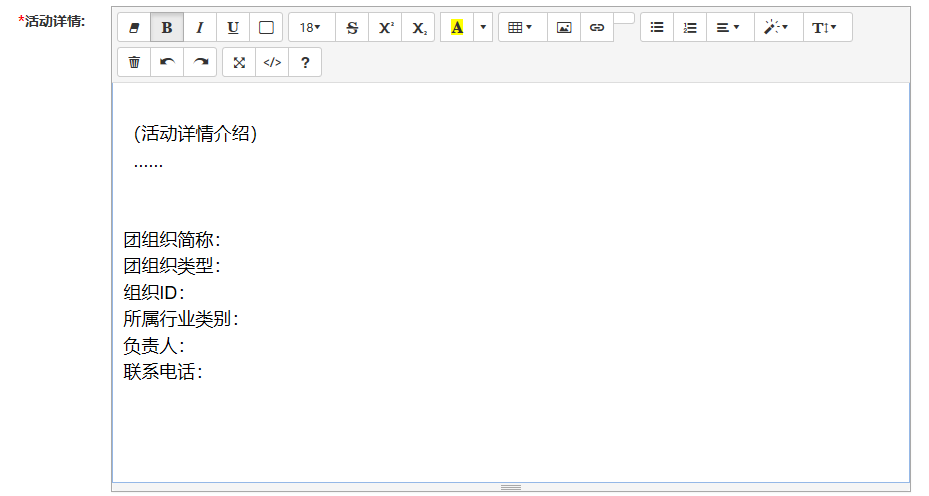 *活动详情:
B I U 18 S X² X₂ A T
</> ?
（活动详情介绍）
......
团组织简称：
团组织类型：
组织ID：
所属行业类别：
负责人：
联系电话：